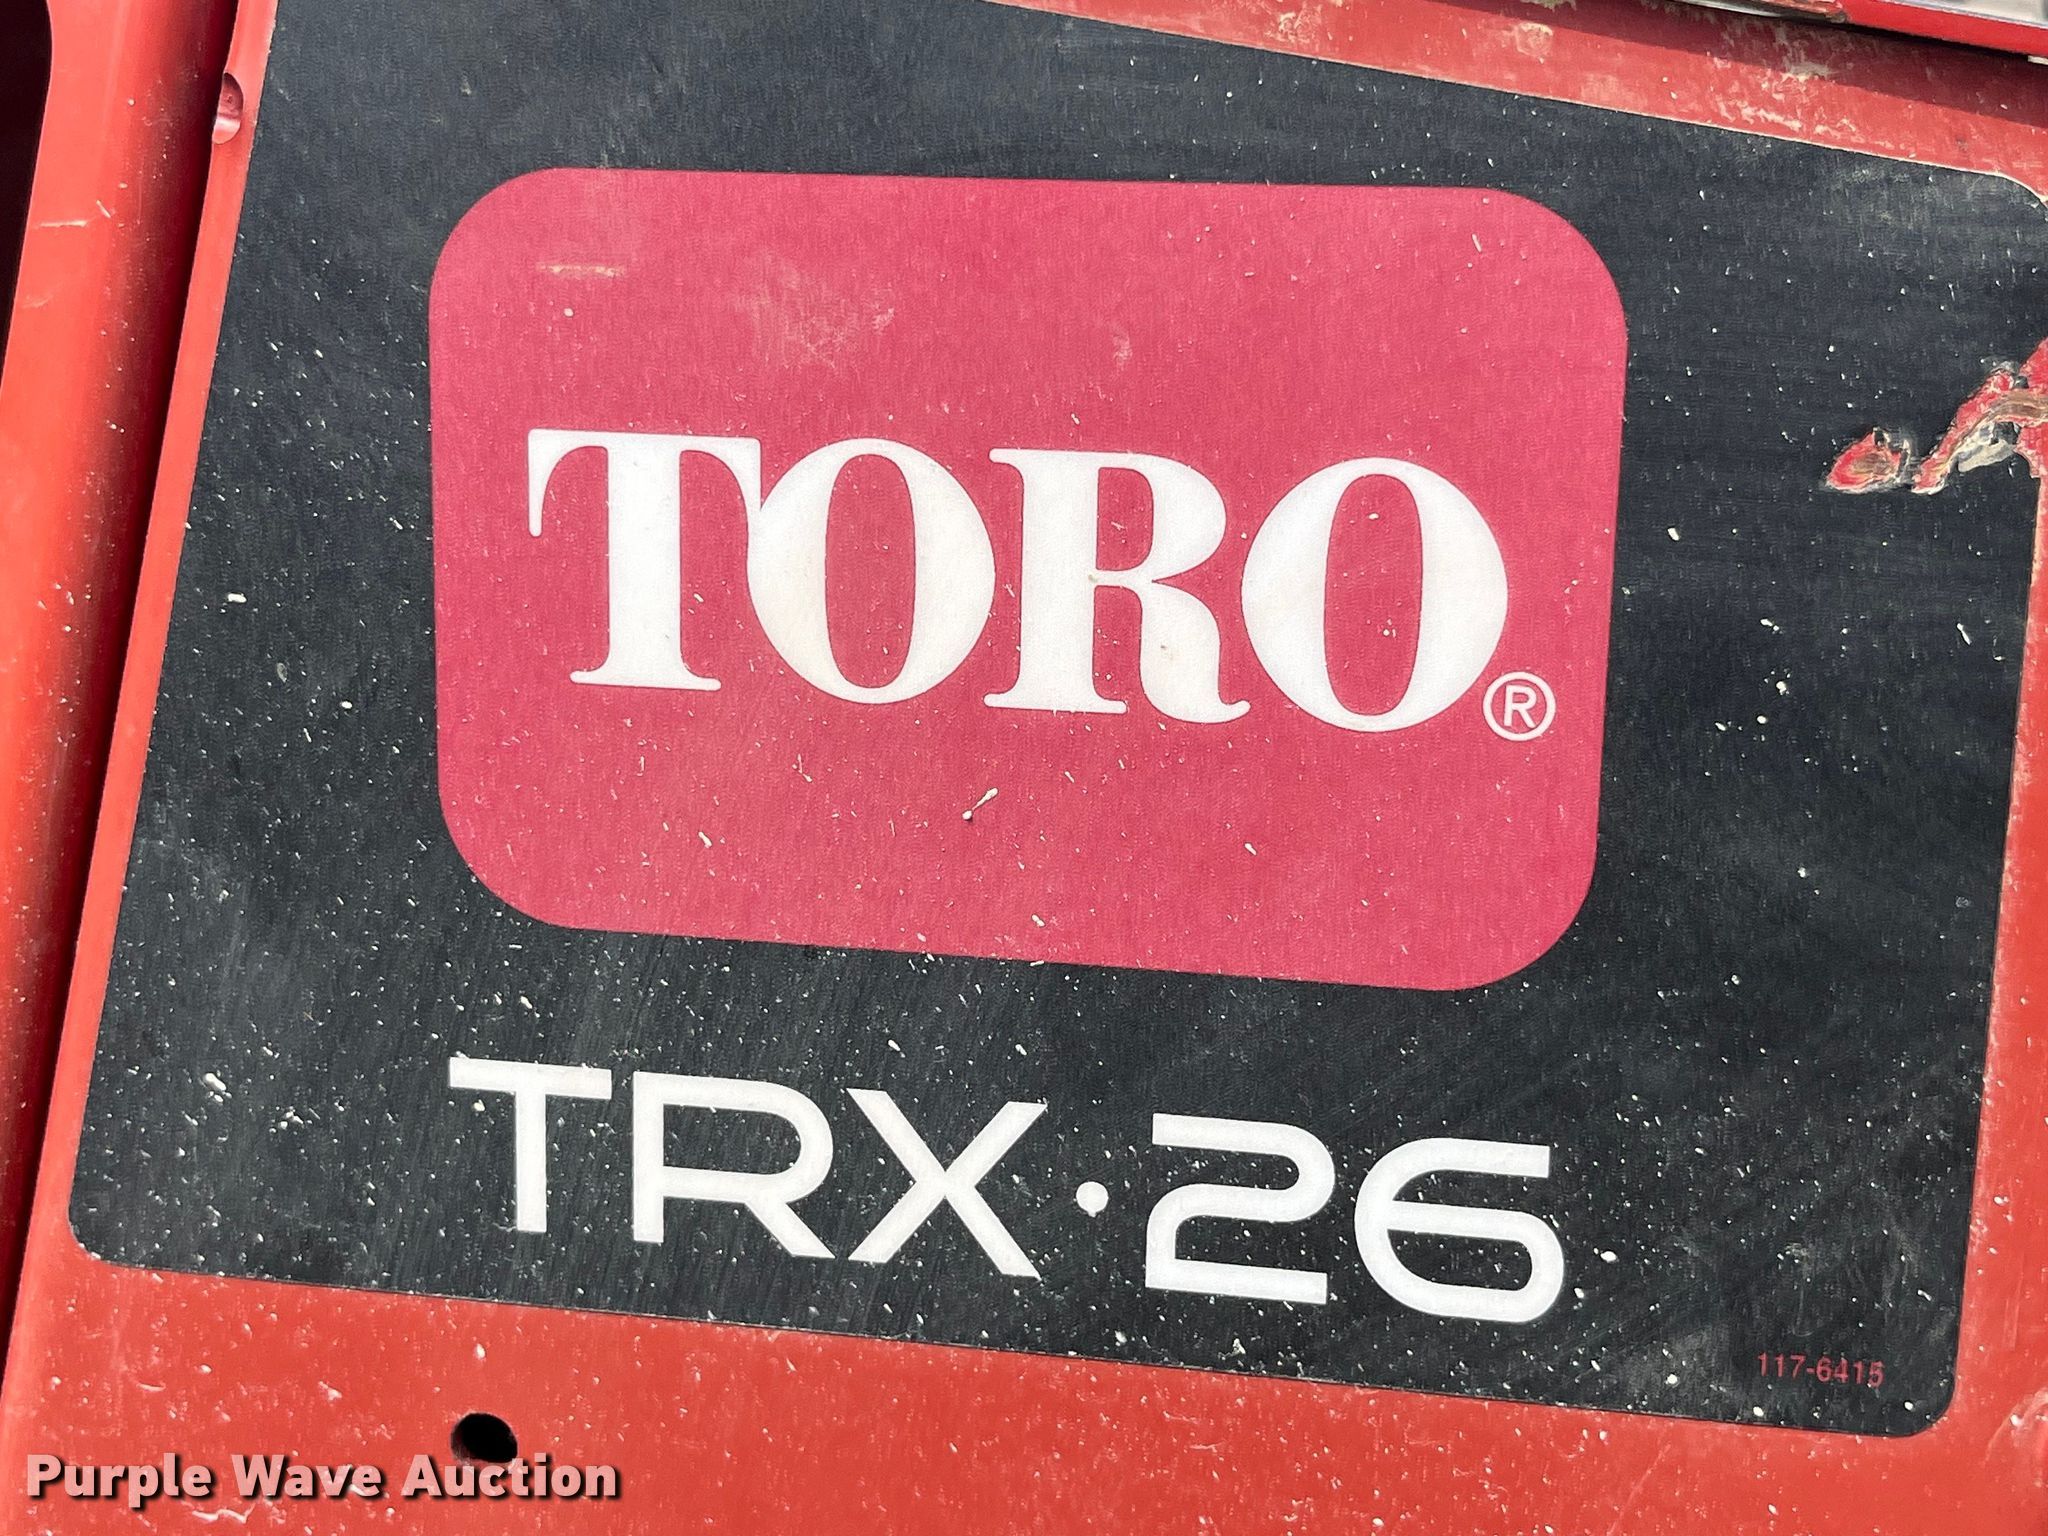 TORO®
TRX·26
117-6415
Purple Wave Auction